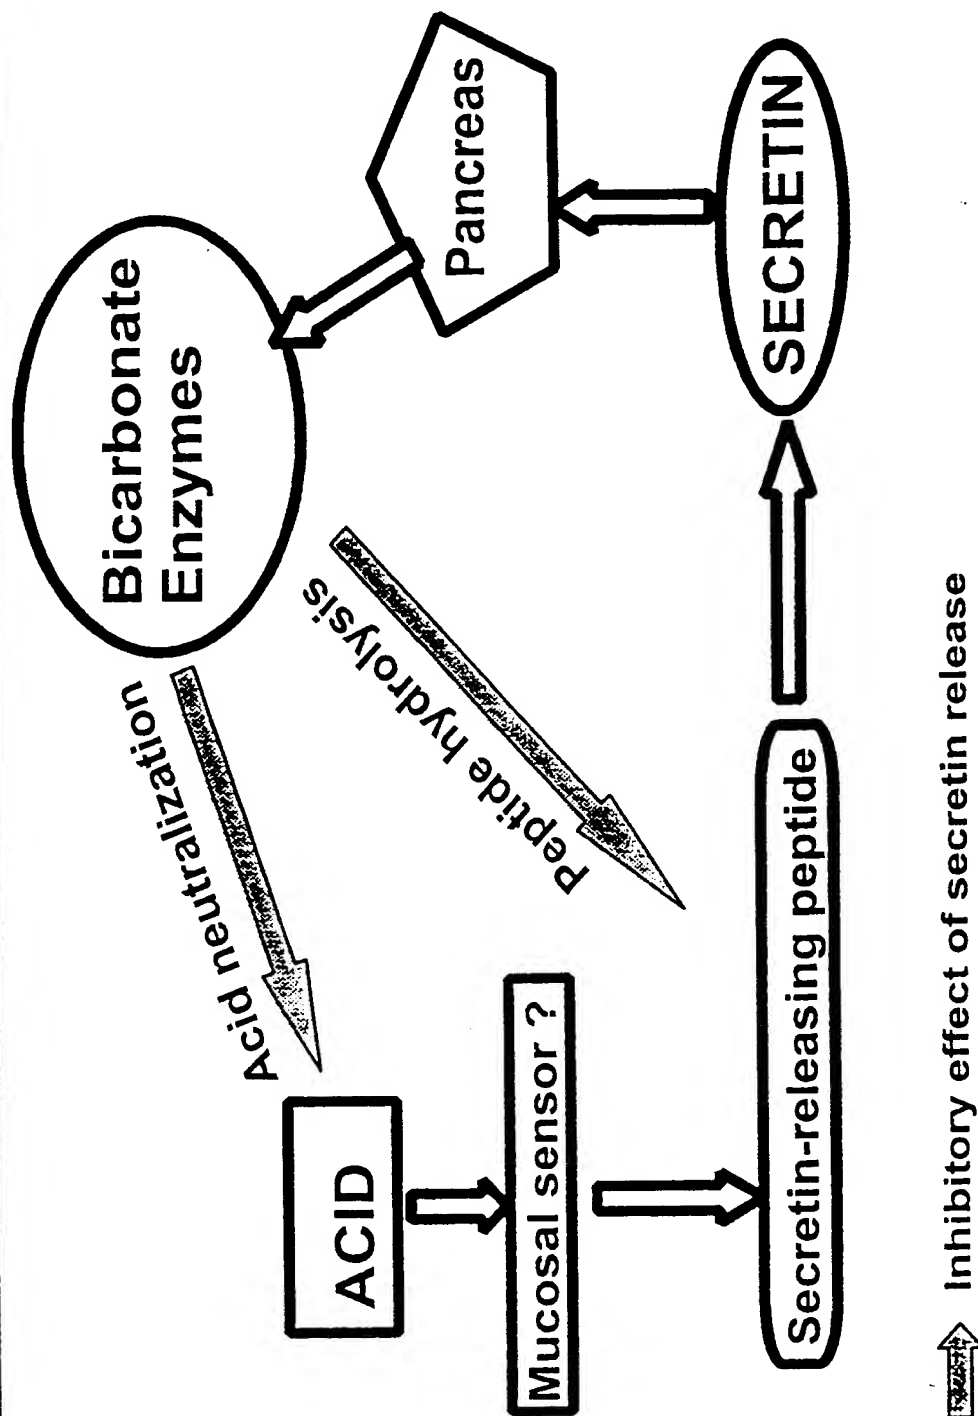 Bicarbonate
Enzymes
Pancreas
Acid neutralization
Peptide hydrolysis
ACID
Mucosal sensor ?
Secretin-releasing peptide
SECRETIN
Inhibitory effect of secretin release